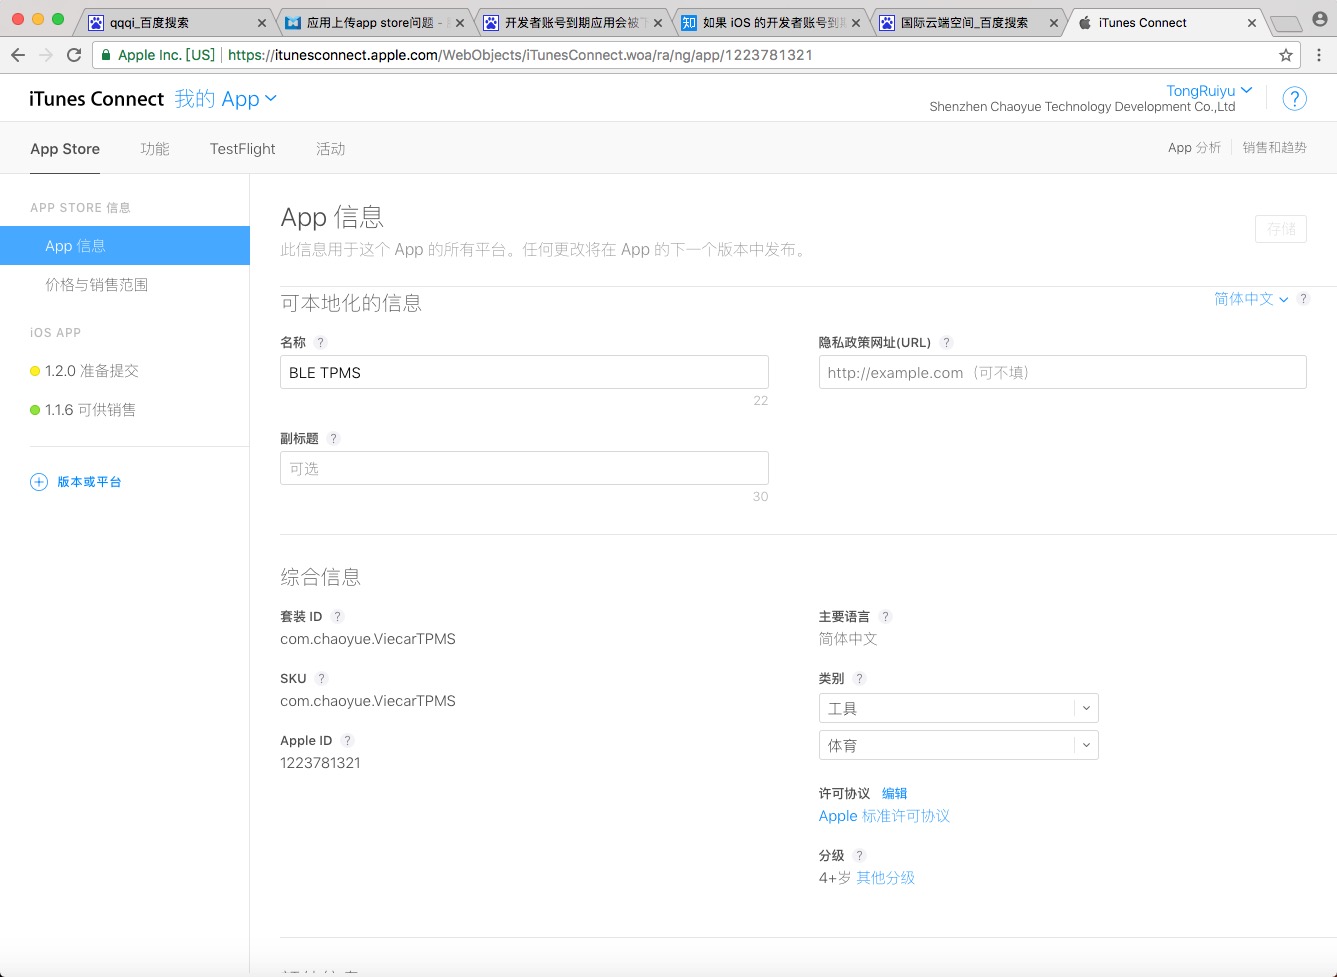 qqqi_百度搜索
应用上传app store问题 -
开发者账号到期应用会被
如果 iOS 的开发者账号到
国际云端空间_百度搜索
iTunes Connect
Apple Inc. [US]
https://itunesconnect.apple.com/WebObjects/iTunesConnect.woa/ra/ng/app/1223781321
iTunes Connect 我的 App
TongRuiyu
Shenzhen Chaoyue Technology Development Co.,Ltd
?
App Store
功能
TestFlight
活动
App 分析
销售和趋势
APP STORE 信息
App 信息
价格与销售范围
iOS APP
1.2.0 准备提交
1.1.6 可供销售
版本或平台
App 信息
此信息用于这个 App 的所有平台。任何更改将在 App 的下一个版本中发布。
存储
可本地化的信息
简体中文 ?
名称 ?
BLE TPMS
22
隐私政策网址(URL) ?
http://example.com（可不填）
副标题 ?
可选
30
综合信息
套装 ID ?
com.chaoyue.ViecarTPMS
SKU ?
com.chaoyue.ViecarTPMS
Apple ID ?
1223781321
主要语言 ?
简体中文
类别 ?
工具
体育
许可协议 编辑
Apple 标准许可协议
分级 ?
4+岁 其他分级